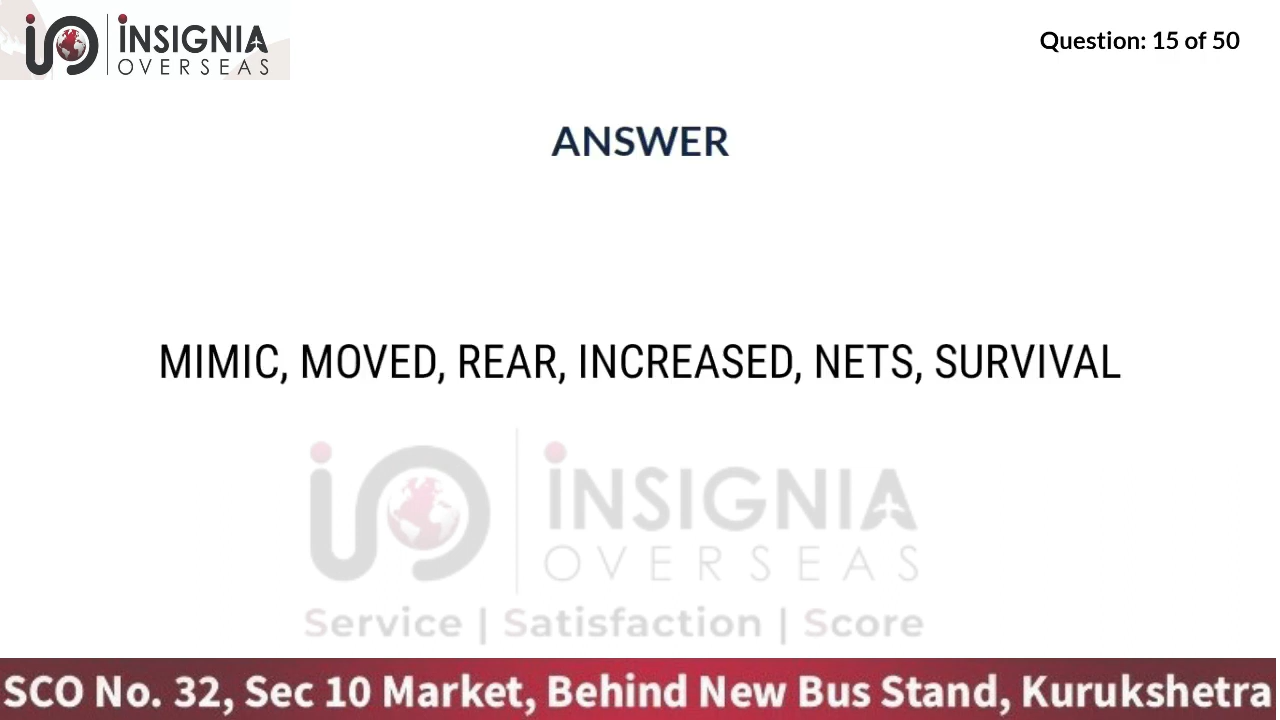 INSIGNIA
OVERSEAS
Question: 15 of 50
ANSWER
MIMIC, MOVED, REAR, INCREASED, NETS, SURVIVAL
INSIGNIA
OVERSEAS
Service | Satisfaction | Score
SCO No. 32, Sec 10 Market, Behind New Bus Stand, Kurukshetra